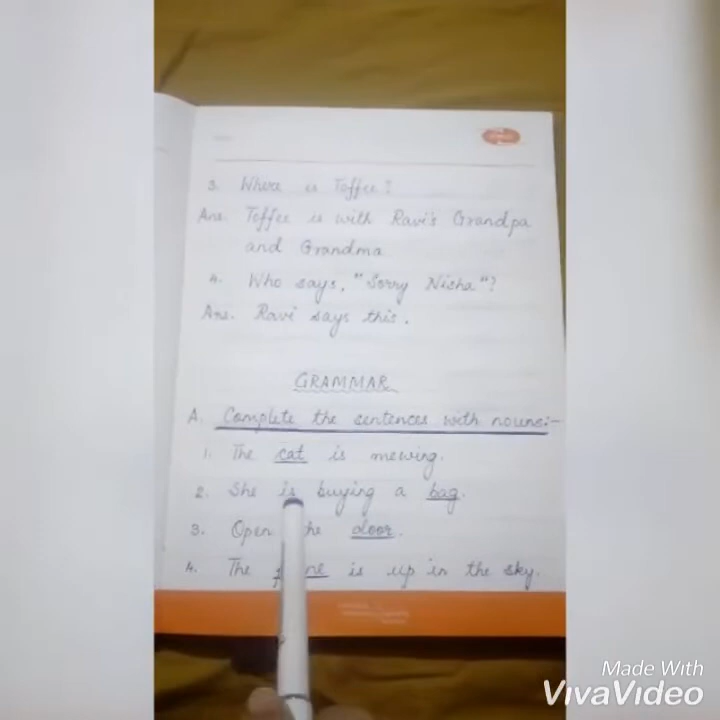 3. Where is Toffee?
Ans. Toffee is with Ravi's Grandpa
and Grandma
4. Who says, "Sorry Nisha"?
Ans. Ravi says this.
GRAMMAR
A. Complete the sentences with nouns:-
1. The cat is mewing.
2. She is buying a bag.
3. Open the door.
4. The is up in the sky.
Made With
VivaVideo